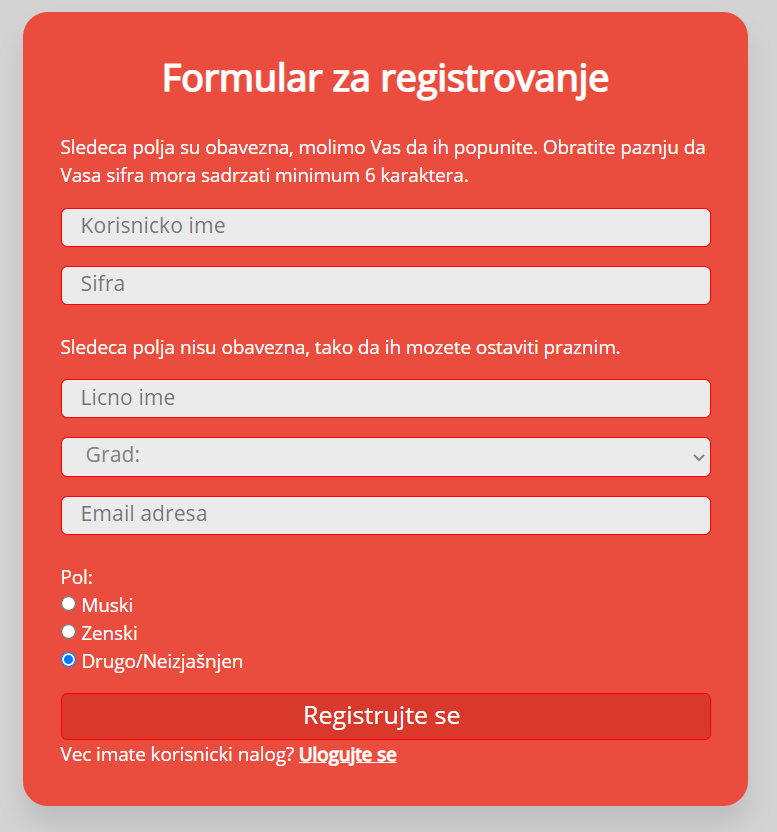 Formular za registrovanje
Sledeca polja su obavezna, molimo Vas da ih popunite. Obratite paznju da
Vasa sifra mora sadrzati minimum 6 karaktera.
Korisnicko ime
Sifra
Sledeca polja nisu obavezna, tako da ih mozete ostaviti praznim.
Licno ime
Grad:
Email adresa
Pol:
Muski
Zenski
Drugo/Neizjašnjen
Registrujte se
Vec imate korisnicki nalog? Ulogujte se